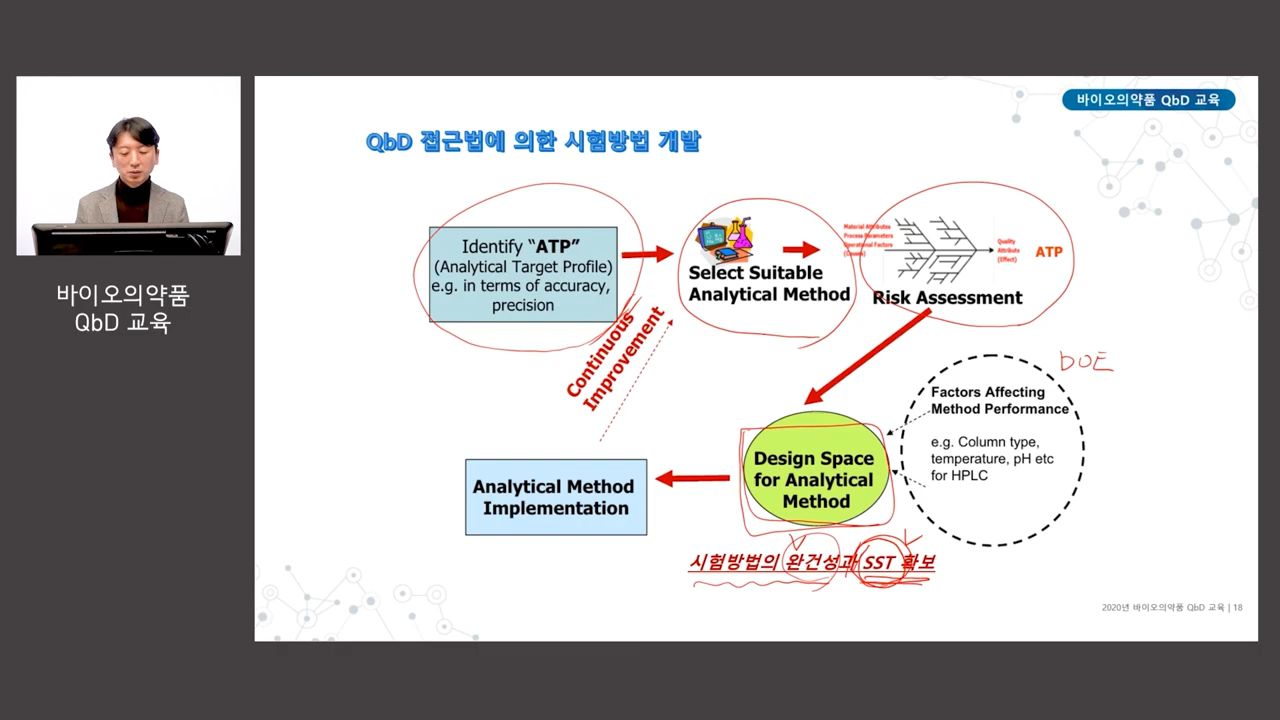 바이오의약품
QbD 교육
바이오의약품 QbD 교육
QbD 접근법에 의한 시험방법 개발
Identify “ATP”
(Analytical Target Profile)
e.g. in terms of accuracy,
precision
Select Suitable
Analytical Method
Material Attributes
Process Parameters
Operational Factors
(Causes)
Quality
Attribute
(Effect)
ATP
Risk Assessment
Continuous
Improvement
DOE
Factors Affecting
Method Performance
e.g. Column type,
temperature, pH etc
for HPLC
Design Space
for Analytical
Method
Analytical Method
Implementation
시험방법의 완건성과 SST 확보
2020년 바이오의약품 QbD 교육 | 18